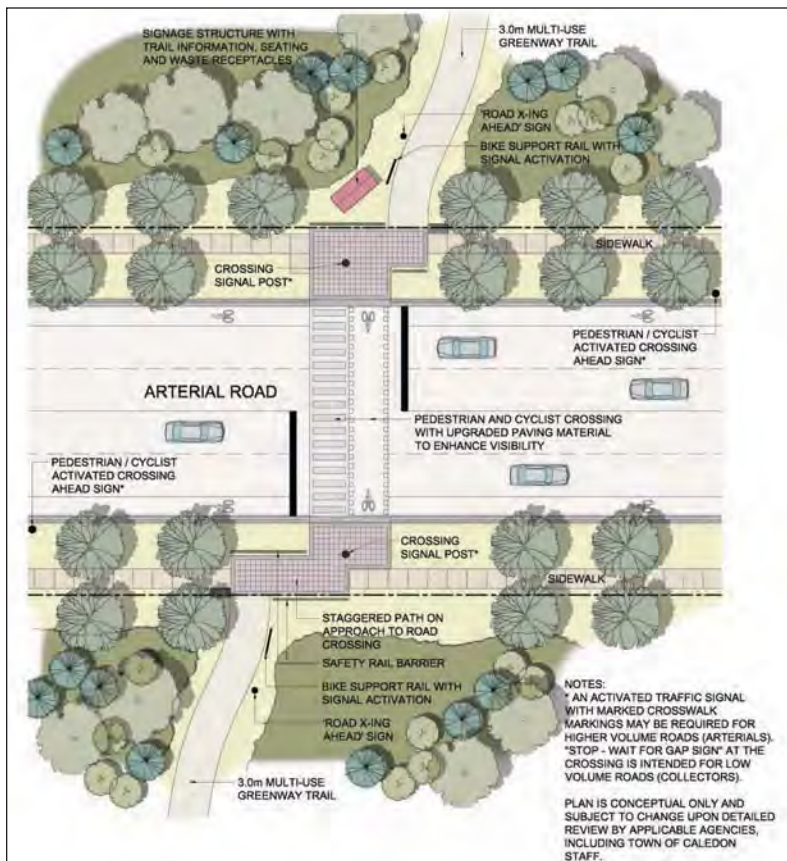 SIGNAGE STRUCTURE WITH
TRAIL INFORMATION, SEATING
AND WASTE RECEPTACLES
3.0m MULTI-USE
GREENWAY TRAIL
'ROAD X-ING
AHEAD' SIGN
BIKE SUPPORT RAIL WITH
SIGNAL ACTIVATION
SIDEWALK
CROSSING
SIGNAL POST*
PEDESTRIAN / CYCLIST
ACTIVATED CROSSING
AHEAD SIGN*
ARTERIAL ROAD
PEDESTRIAN AND CYCLIST CROSSING
WITH UPGRADED PAVING MATERIAL
TO ENHANCE VISIBILITY
PEDESTRIAN / CYCLIST
ACTIVATED CROSSING
AHEAD SIGN*
CROSSING
SIGNAL POST*
SIDEWALK
STAGGERED PATH ON
APPROACH TO ROAD
CROSSING
SAFETY RAIL BARRIER
BIKE SUPPORT RAIL WITH
SIGNAL ACTIVATION
'ROAD X-ING
AHEAD' SIGN
3.0m MULTI-USE
GREENWAY TRAIL
NOTES:
* AN ACTIVATED TRAFFIC SIGNAL
WITH MARKED CROSSWALK
MARKINGS MAY BE REQUIRED FOR
HIGHER VOLUME ROADS (ARTERIALS).
"STOP - WAIT FOR GAP SIGN" AT THE
CROSSING IS INTENDED FOR LOW
VOLUME ROADS (COLLECTORS).
PLAN IS CONCEPTUAL ONLY AND
SUBJECT TO CHANGE UPON DETAILED
REVIEW BY APPLICABLE AGENCIES,
INCLUDING TOWN OF CALEDON
STAFF.